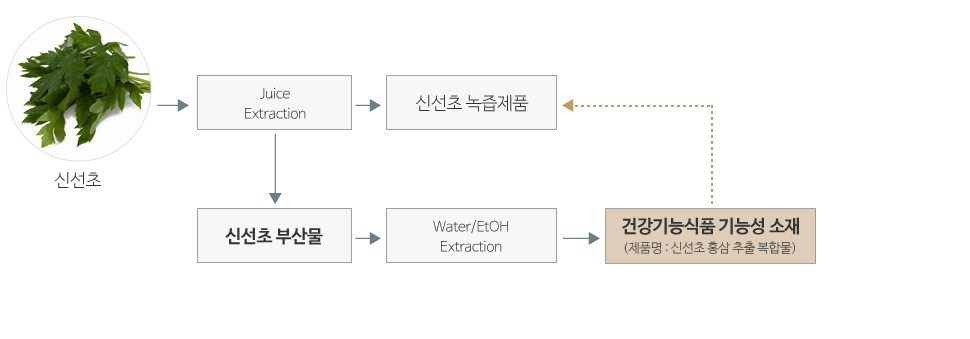 신선초
Juice
Extraction
신선초 녹즙제품
신선초 부산물
Water/EtOH
Extraction
건강기능식품 기능성 소재
(제품명 : 신선초 홍삼 추출 복합물)